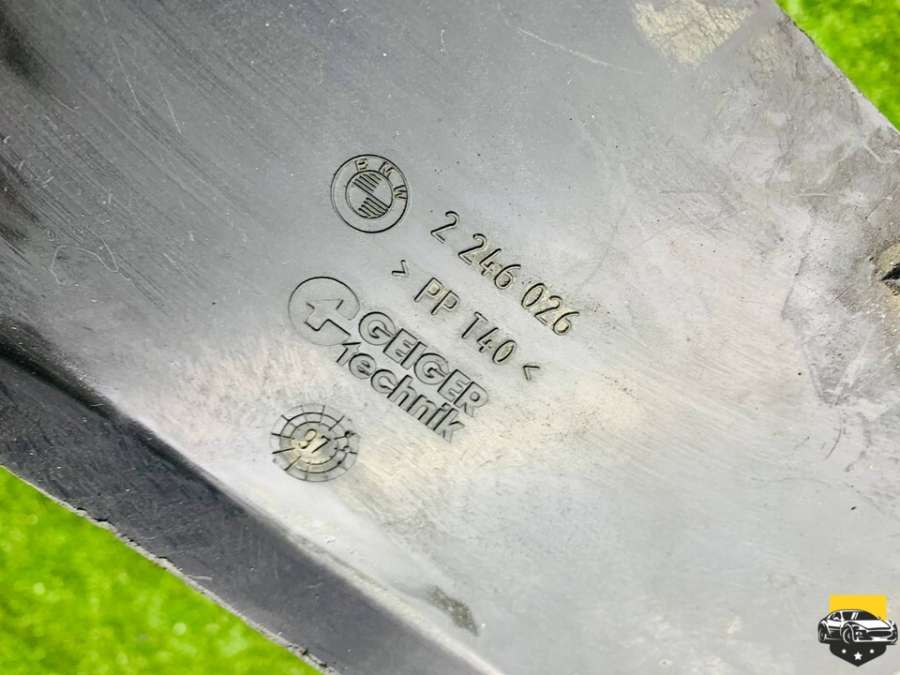 BMW
2 246 026
> PP T40 <
GEIGER
technik
97